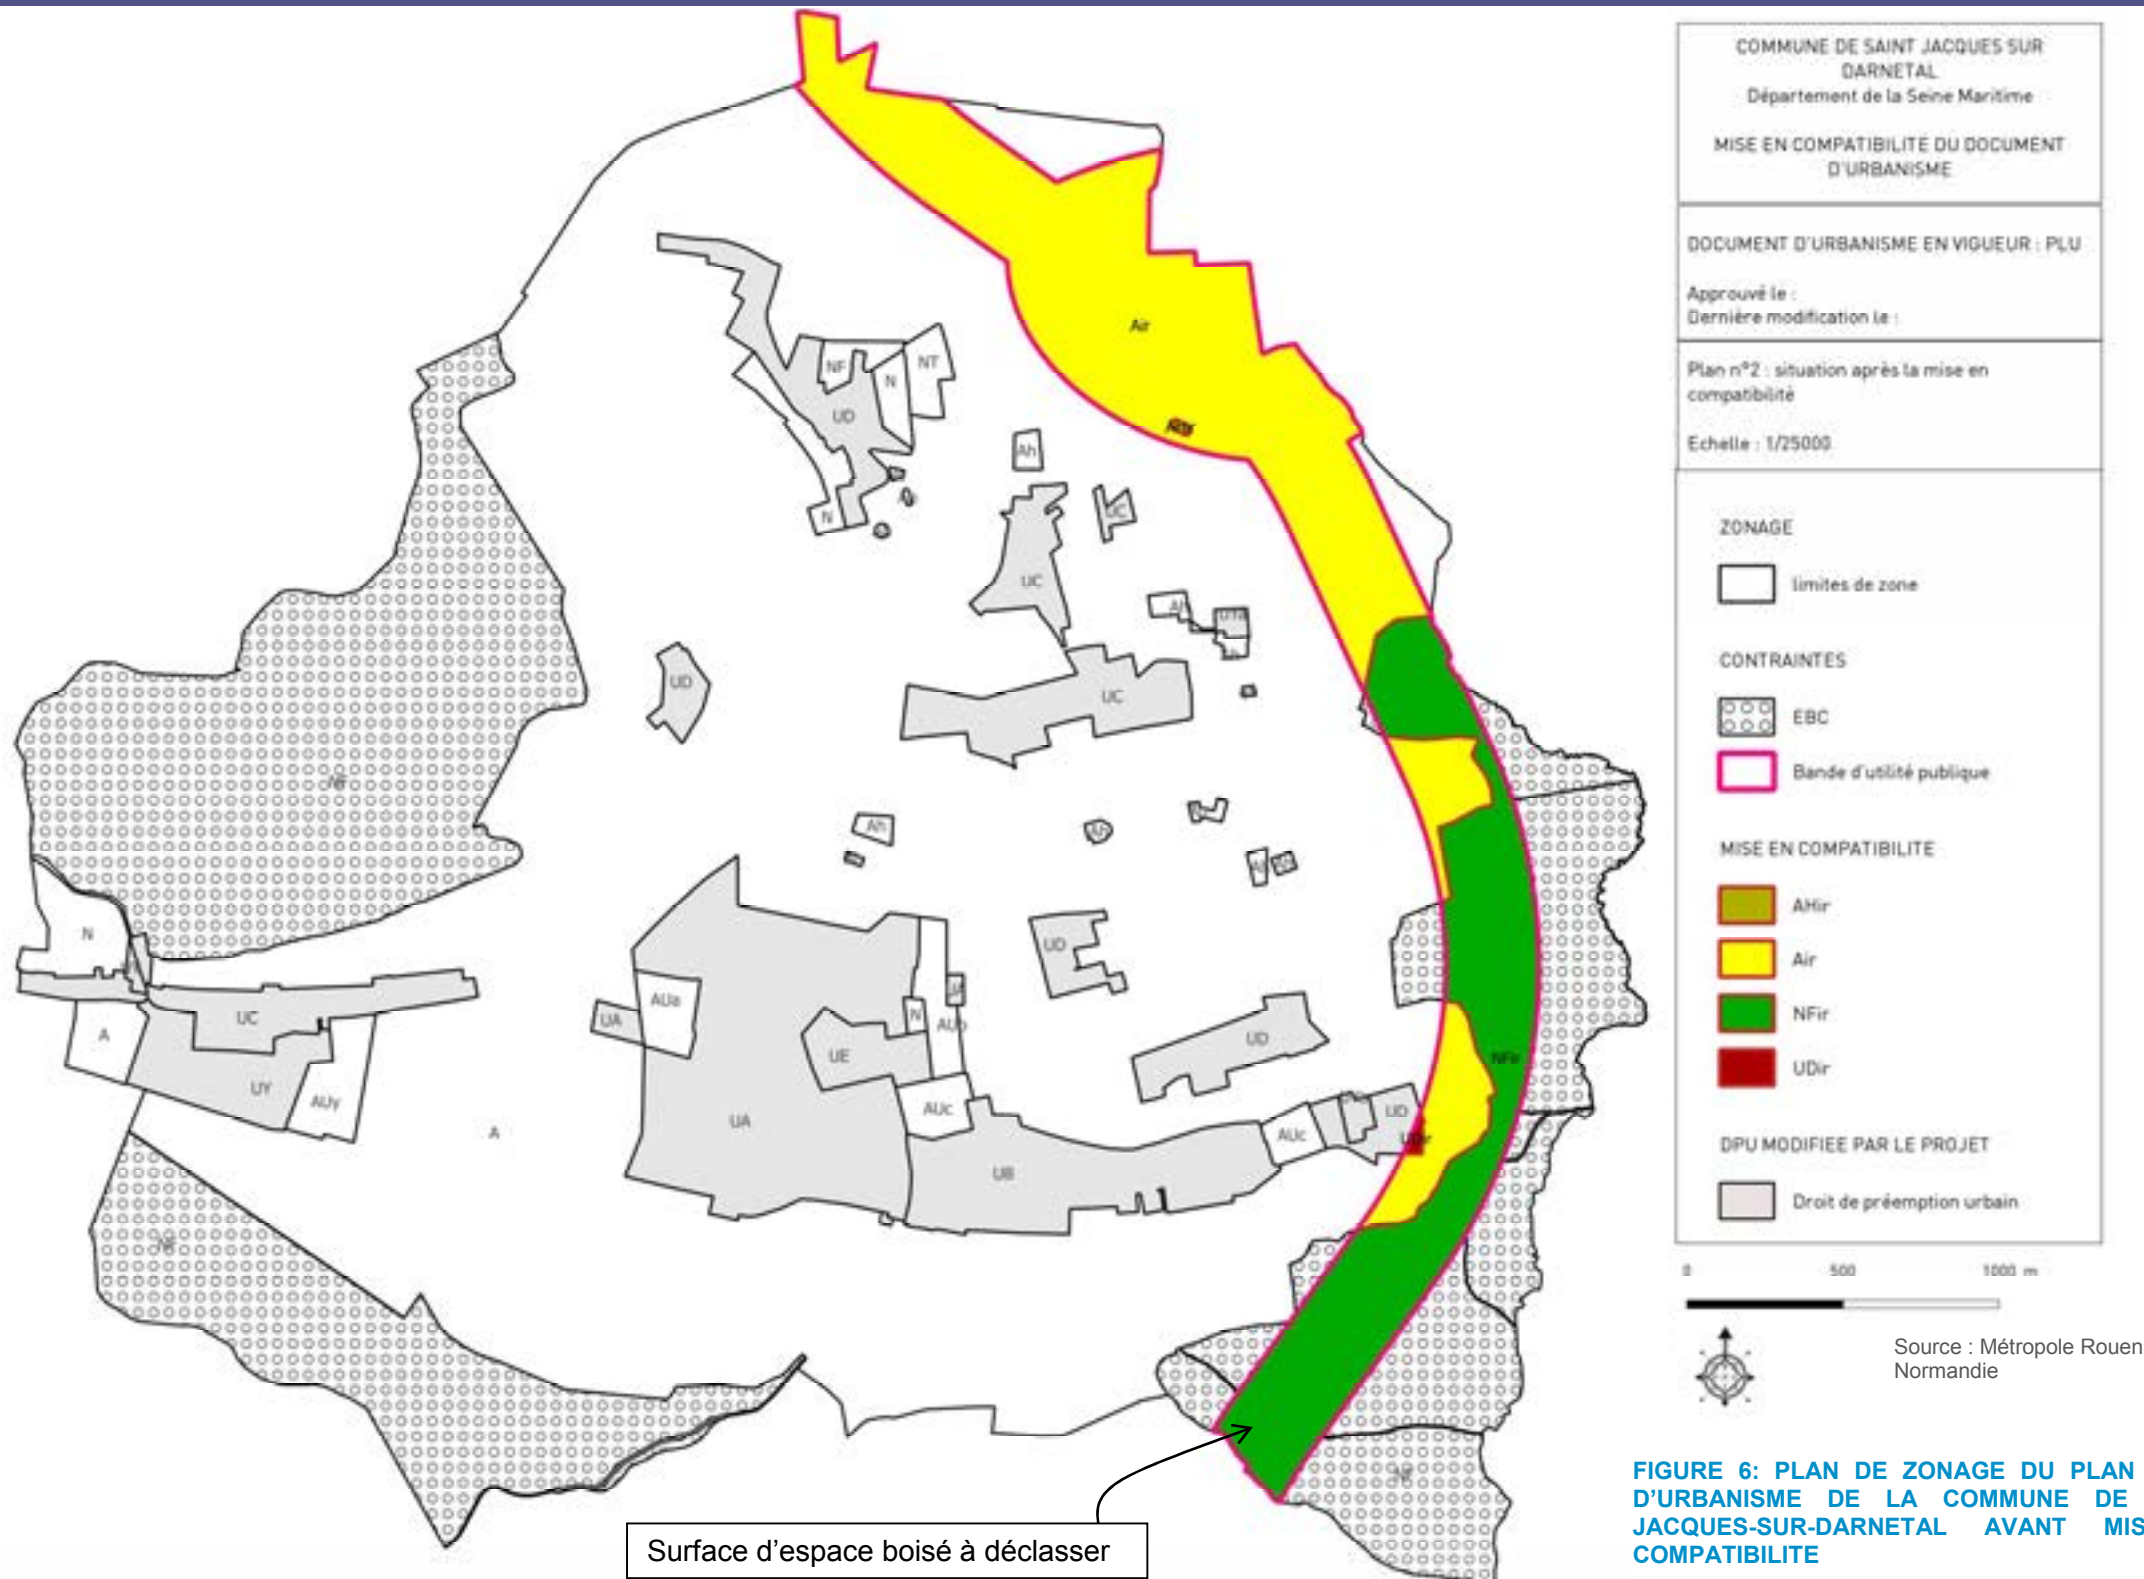 COMMUNE DE SAINT JACQUES SUR
DARNETAL
Département de la Seine Maritime
MISE EN COMPATIBILITE DU DOCUMENT
D'URBANISME
DOCUMENT D'URBANISME EN VIGUEUR : PLU
Approuvé le :
Dernière modification le :
Plan n°2 : situation après la mise en
compatibilité
Echelle : 1/25000
ZONAGE
limites de zone
CONTRAINTES
EBC
Bande d'utilité publique
MISE EN COMPATIBILITE
AHir
Air
NFir
UDir
DPU MODIFIEE PAR LE PROJET
Droit de préemption urbain
0 500 1000 m
Source : Métropole Rouen
Normandie
FIGURE 6: PLAN DE ZONAGE DU PLAN
D'URBANISME DE LA COMMUNE DE
JACQUES-SUR-DARNETAL AVANT MIS
COMPATIBILITE
Surface d'espace boisé à déclasser
Air
NF
N
NT
UD
Ah
N
UC
UC
Ah
UD
UC
NF
Ah
Ah
N
UD
AUa
UA
N
UC
A
UE
UD
NFir
UY
AUy
AUc
UD
UA
A
AUc
UDir
UB
NF
NF